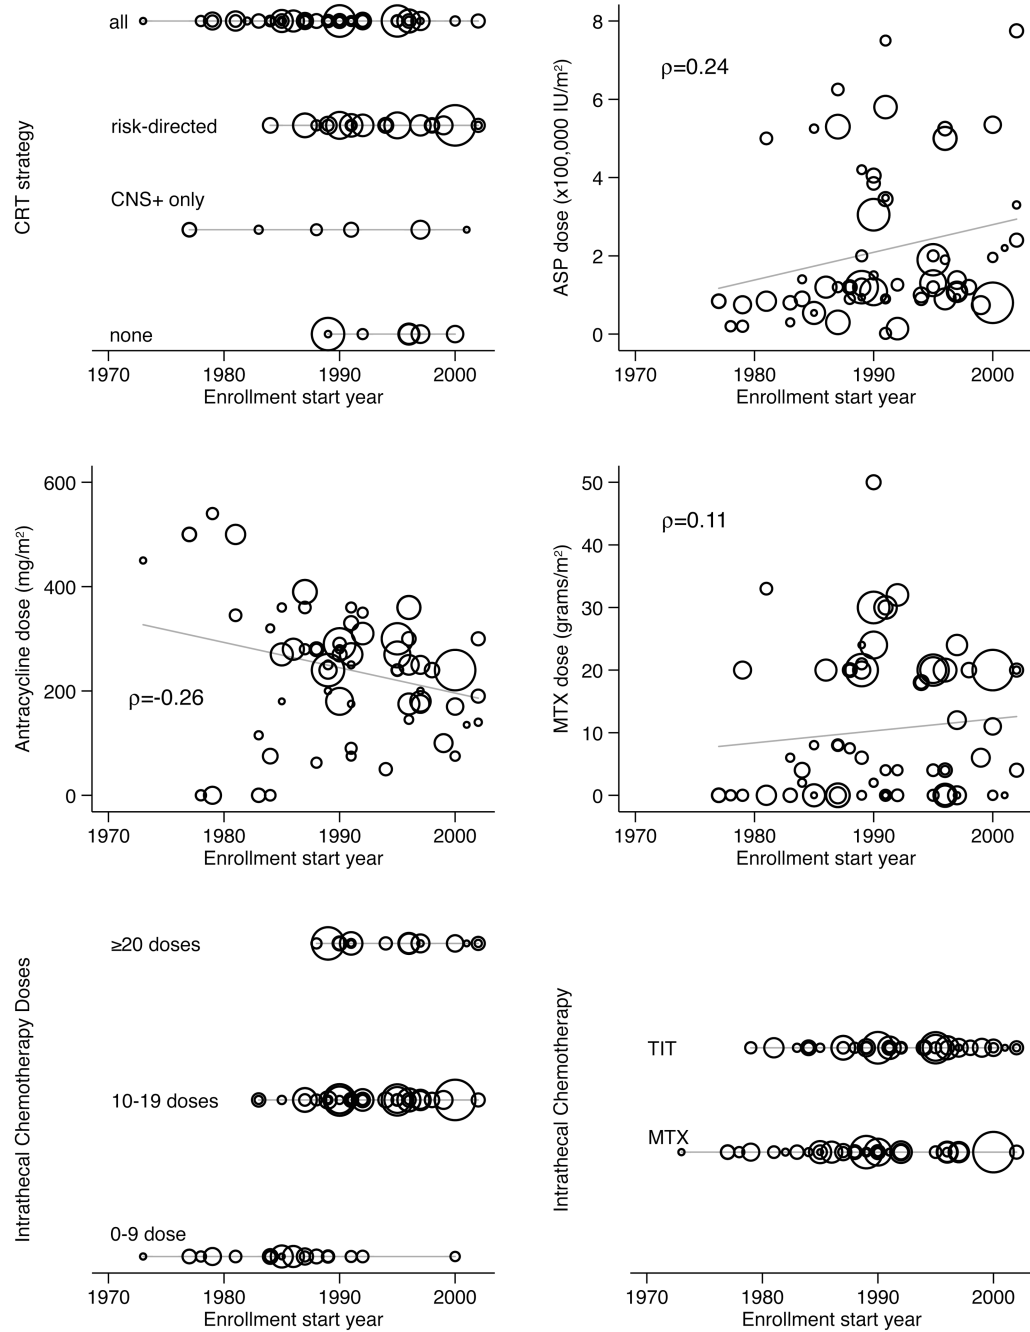 CRT strategy
all
risk-directed
CNS+ only
none
1970 1980 1990 2000
Enrollment start year
ASP dose (x100,000 IU/m²)
8
6
4
2
0
ρ=0.24
1970 1980 1990 2000
Enrollment start year
Antracycline dose (mg/m²)
600
400
200
0
ρ=-0.26
1970 1980 1990 2000
Enrollment start year
MTX dose (grams/m²)
50
40
30
20
10
0
ρ=0.11
1970 1980 1990 2000
Enrollment start year
Intrathecal Chemotherapy Doses
≥20 doses
10-19 doses
0-9 dose
1970 1980 1990 2000
Enrollment start year
Intrathecal Chemotherapy
TIT
MTX
1970 1980 1990 2000
Enrollment start year